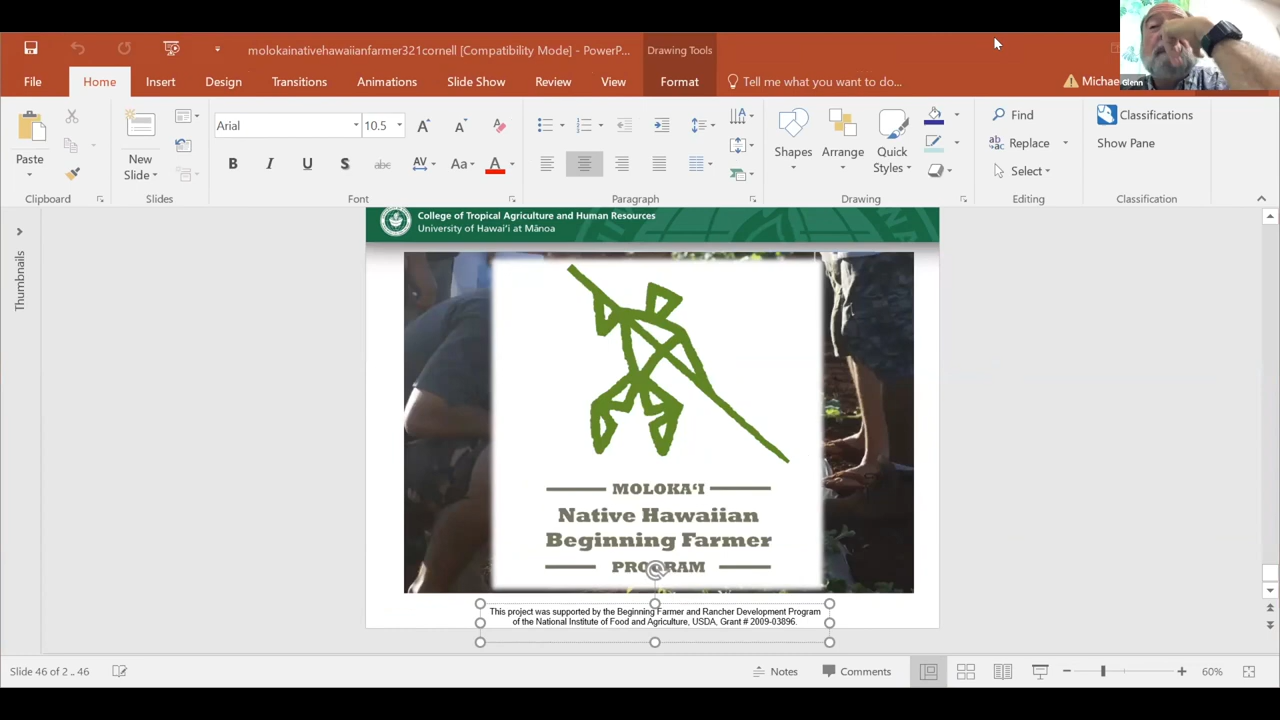 molokainativehawaiianfarmer321cornell [Compatibility Mode] - PowerP...
Drawing Tools
Glenn
File
Home
Insert
Design
Transitions
Animations
Slide Show
Review
View
Format
Tell me what you want to do...
Michae
Paste
New
Slide
Arial
10.5
Shapes
Arrange
Quick
Styles
Find
Replace
Select
Classifications
Show Pane
Clipboard
Slides
Font
Paragraph
Drawing
Editing
Classification
Thumbnails
College of Tropical Agriculture and Human Resources
University of Hawai‘i at Mānoa
MOLOKA‘I
Native Hawaiian
Beginning Farmer
PROGRAM
This project was supported by the Beginning Farmer and Rancher Development Program
of the National Institute of Food and Agriculture, USDA, Grant # 2009-03896.
Slide 46 of 2 .. 46
Notes
Comments
60%